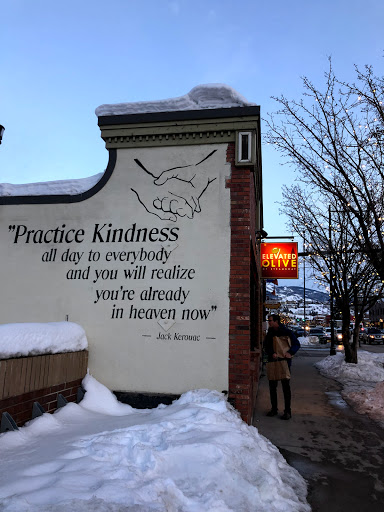 "Practice Kindness
all day to everybody
and you will realize
you're already
in heaven now"
— Jack Kerouac —
ELEVATED
OLIVE